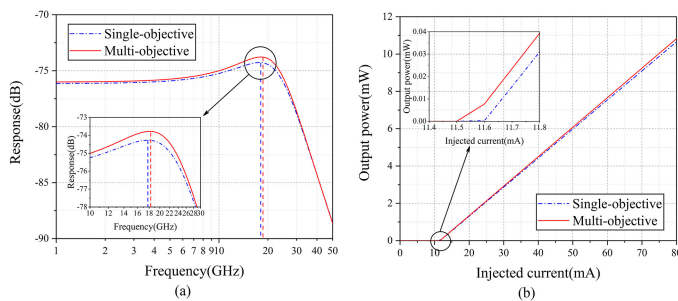 -70
-75
-80
-85
-90
Response(dB)
Single-objective
Multi-objective
-73
-74
-75
-76
-77
-78
Response(dB)
10 12 14 16 18 20 22 24 26 28 30
Frequency(GHz)
1 2 3 4 5 6 7 8 9 10 20 30 40 50
Frequency(GHz)
(a)
12
10
8
6
4
2
0
Output power(mW)
0.04
0.03
0.02
0.01
0.00
Output power(mW)
11.4 11.5 11.6 11.7 11.8
Injected current(mA)
Single-objective
Multi-objective
0 10 20 30 40 50 60 70 80
Injected current(mA)
(b)